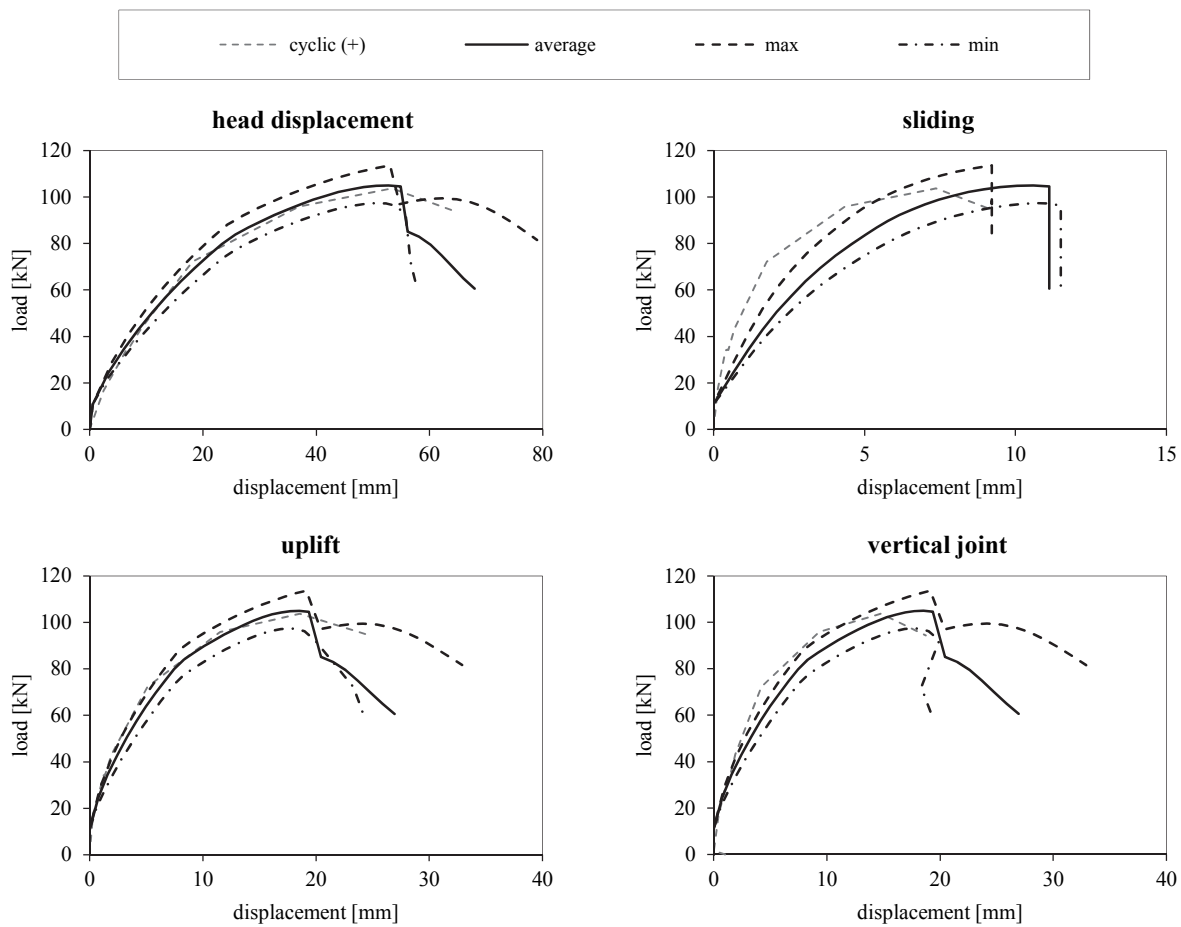 cyclic (+) average max min
head displacement
120
100
80
60
40
20
0
load [kN]
0 20 40 60 80
displacement [mm]
sliding
120
100
80
60
40
20
0
load [kN]
0 5 10 15
displacement [mm]
uplift
120
100
80
60
40
20
0
load [kN]
0 10 20 30 40
displacement [mm]
vertical joint
120
100
80
60
40
20
0
load [kN]
0 10 20 30 40
displacement [mm]